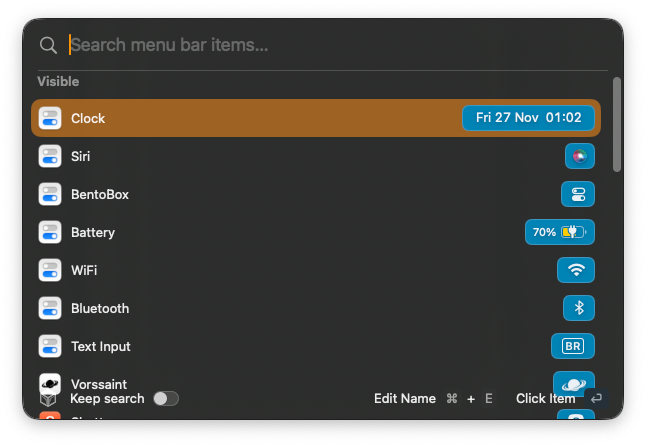 Search menu bar items...
Visible
Clock Fri 27 Nov 01:02
Siri
BentoBox
Battery 70%
WiFi
Bluetooth
Text Input BR
Vorssaint
Keep search Edit Name ⌘ + E Click Item ↩